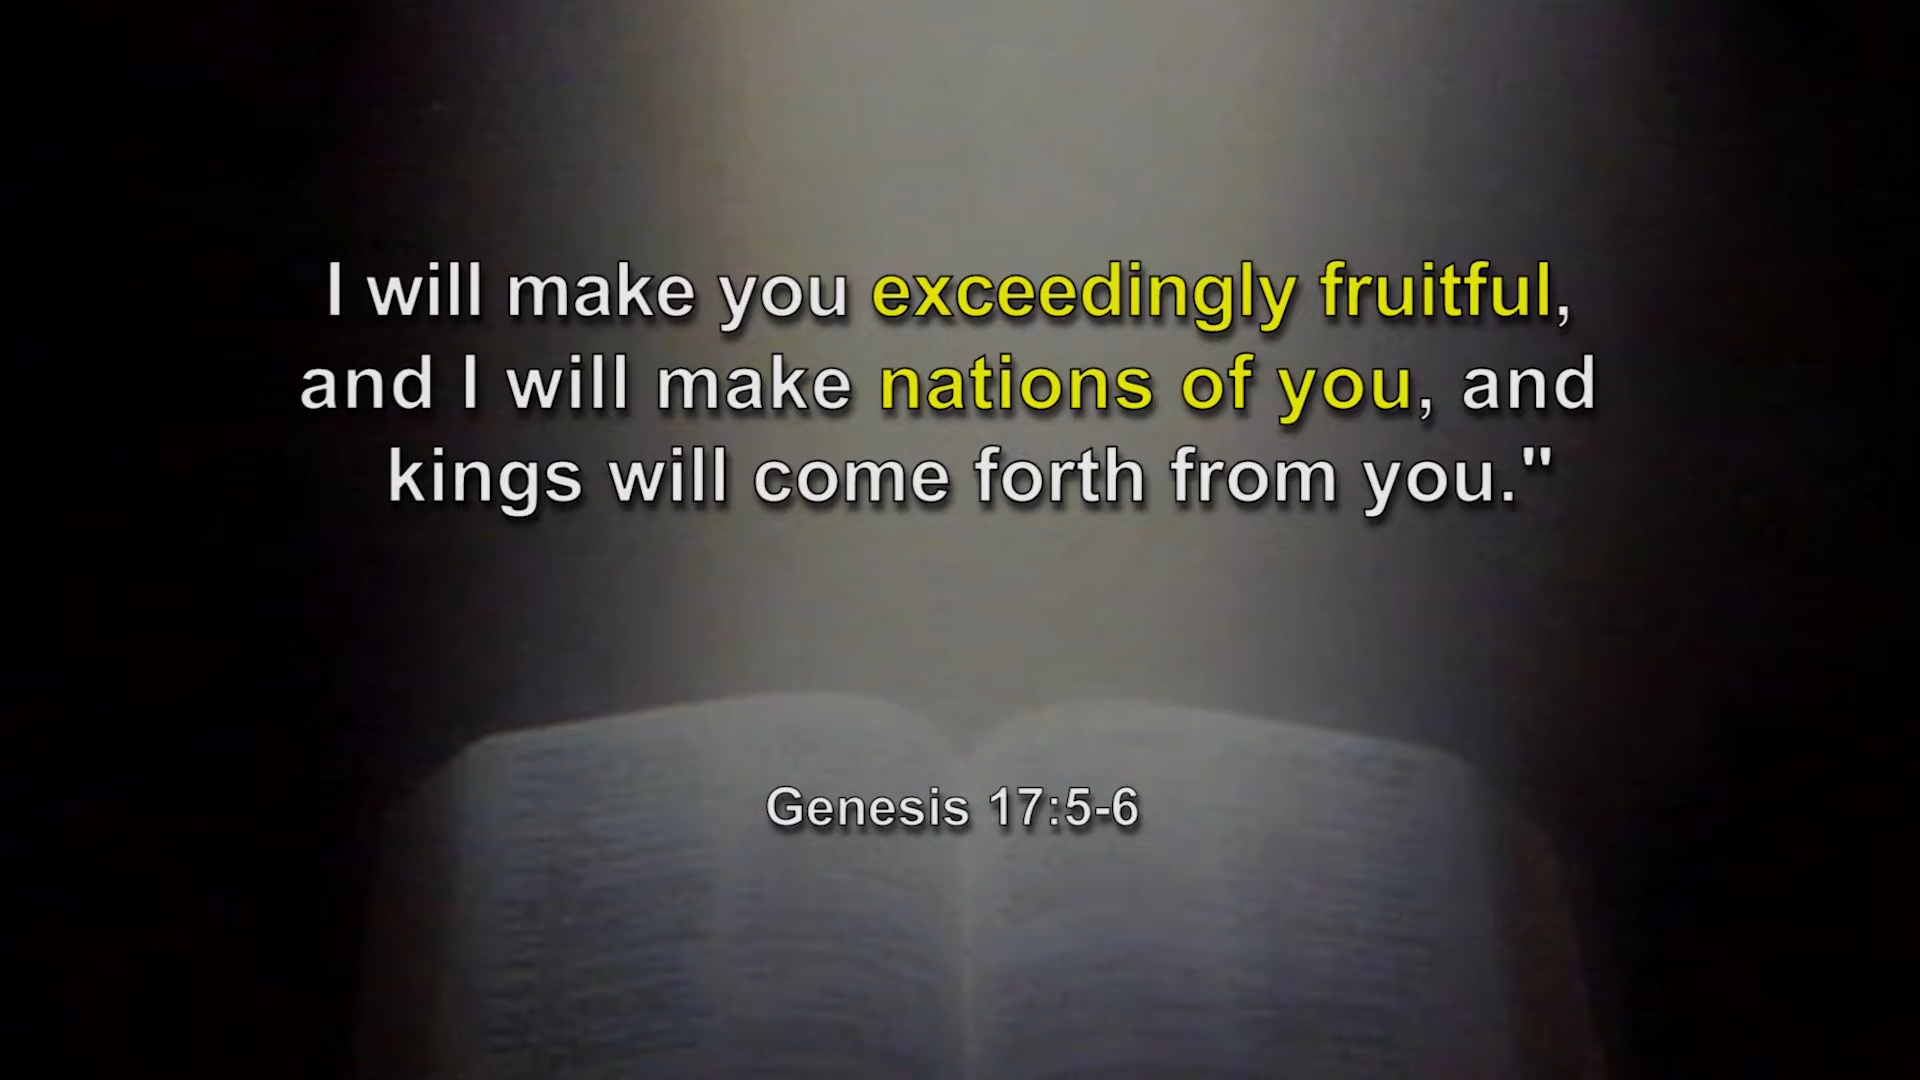 I will make you exceedingly fruitful,
and I will make nations of you, and
kings will come forth from you."
Genesis 17:5-6